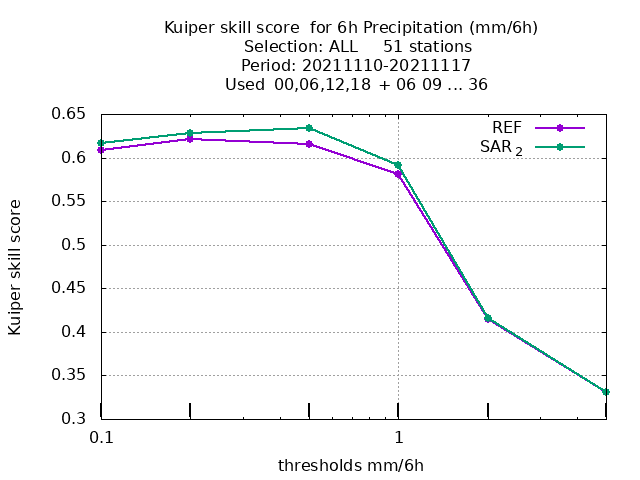 Kuiper skill score  for 6h Precipitation (mm/6h)
Selection: ALL     51 stations
Period: 20211110-20211117
Used  00,06,12,18  + 06 09 ... 36
REF
SAR 2
0.65
0.6
0.55
0.5
0.45
0.4
0.35
0.3
Kuiper skill score
0.1
1
thresholds mm/6h